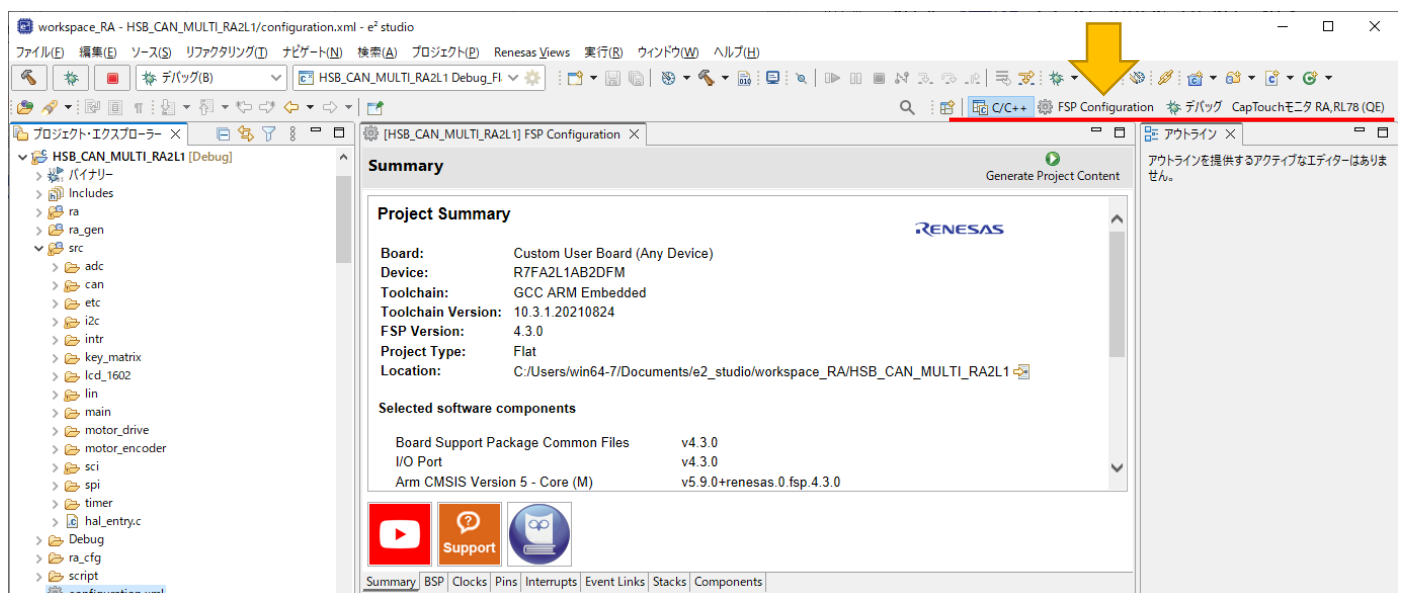 workspace_RA - HSB_CAN_MULTI_RA2L1/configuration.xml - e² studio
ファイル(F) 編集(E) ソース(S) リファクタリング(T) ナビゲート(N) 検索(A) プロジェクト(P) Renesas Views 実行(R) ウィンドウ(W) ヘルプ(H)
デバッグ(B) HSB_CAN_MULTI_RA2L1 Debug_Fl
C/C++ FSP Configuration デバッグ CapTouchモニタ RA,RL78 (QE)
プロジェクト・エクスプローラー
HSB_CAN_MULTI_RA2L1 [Debug]
バイナリー
Includes
ra
ra_gen
src
adc
can
etc
i2c
intr
key_matrix
lcd_1602
lin
main
motor_drive
motor_encoder
sci
spi
timer
hal_entry.c
Debug
ra_cfg
script
configuration.xml
[HSB_CAN_MULTI_RA2L1] FSP Configuration
Summary
Generate Project Content
Project Summary
RENESAS
Board: Custom User Board (Any Device)
Device: R7FA2L1AB2DFM
Toolchain: GCC ARM Embedded
Toolchain Version: 10.3.1.20210824
FSP Version: 4.3.0
Project Type: Flat
Location: C:/Users/win64-7/Documents/e2_studio/workspace_RA/HSB_CAN_MULTI_RA2L1
Selected software components
Board Support Package Common Files v4.3.0
I/O Port v4.3.0
Arm CMSIS Version 5 - Core (M) v5.9.0+renesas.0.fsp.4.3.0
Support
Summary BSP Clocks Pins Interrupts Event Links Stacks Components
アウトライン
アウトラインを提供するアクティブなエディターはありま
せん。